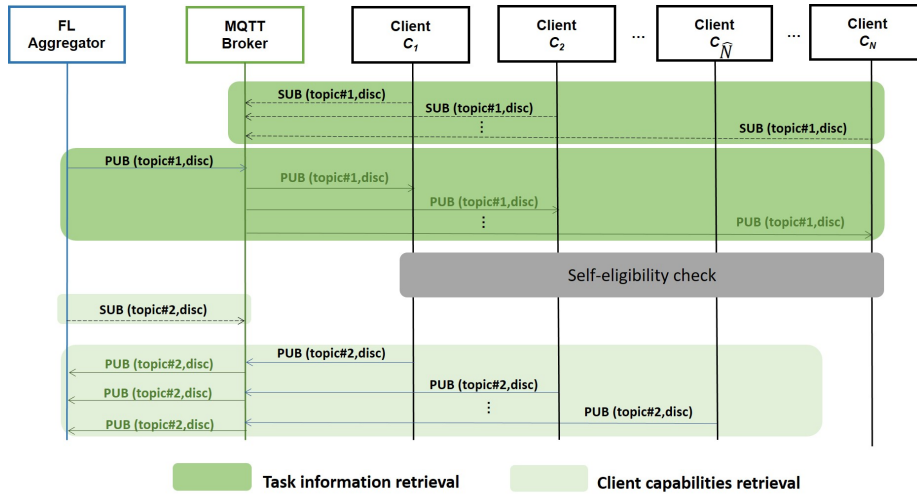 FL
Aggregator
MQTT
Broker
Client
C1
Client
C2
...
Client
CN̂
...
Client
CN
SUB (topic#1,disc)
SUB (topic#1,disc)
⋮
SUB (topic#1,disc)
PUB (topic#1,disc)
PUB (topic#1,disc)
PUB (topic#1,disc)
⋮
PUB (topic#1,disc)
Self-eligibility check
SUB (topic#2,disc)
PUB (topic#2,disc)
PUB (topic#2,disc)
PUB (topic#2,disc)
PUB (topic#2,disc)
⋮
PUB (topic#2,disc)
PUB (topic#2,disc)
Task information retrieval
Client capabilities retrieval